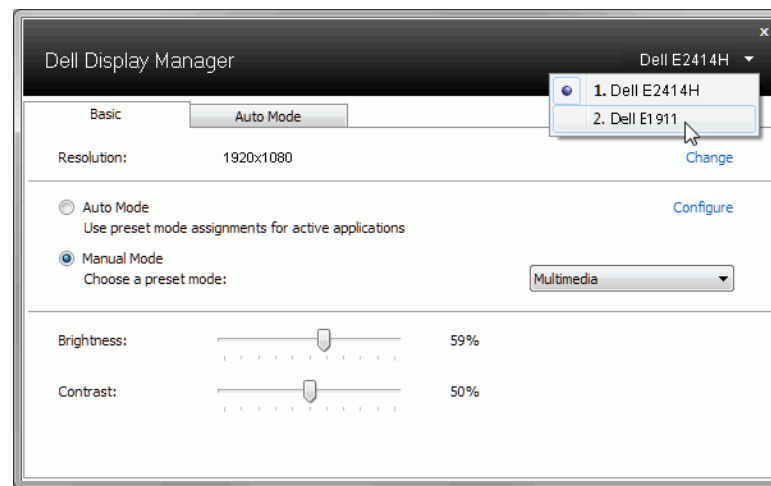 x
Dell Display Manager
Dell E2414H
1. Dell E2414H
2. Dell E1911
Basic
Auto Mode
Resolution:
1920x1080
Change
Auto Mode
Configure
Use preset mode assignments for active applications
Manual Mode
Choose a preset mode:
Multimedia
Brightness:
59%
Contrast:
50%